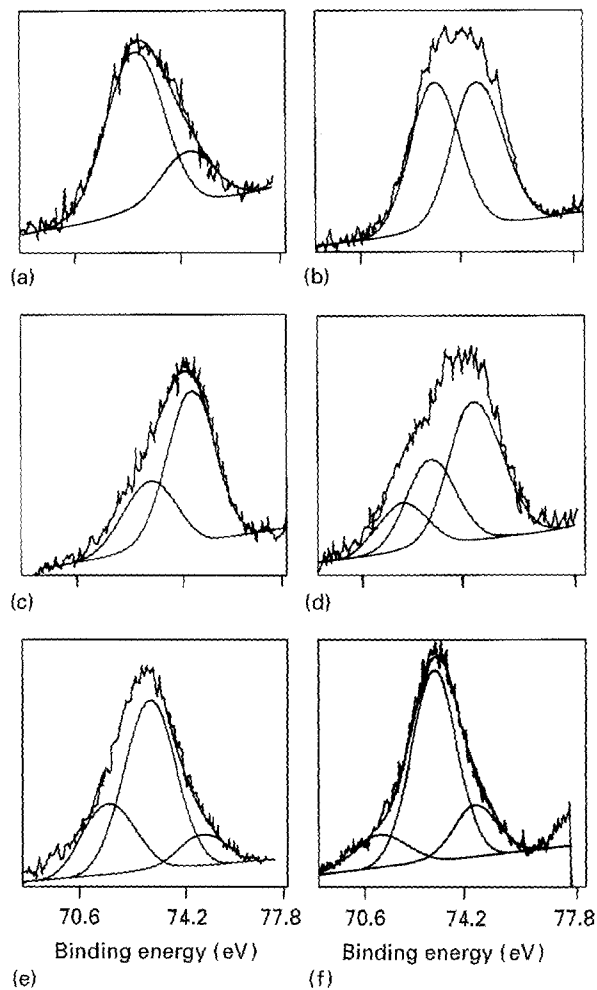 (a) (b)
(c) (d)
70.6 74.2 77.8 70.6 74.2 77.8
Binding energy (eV) Binding energy (eV)
(e) (f)